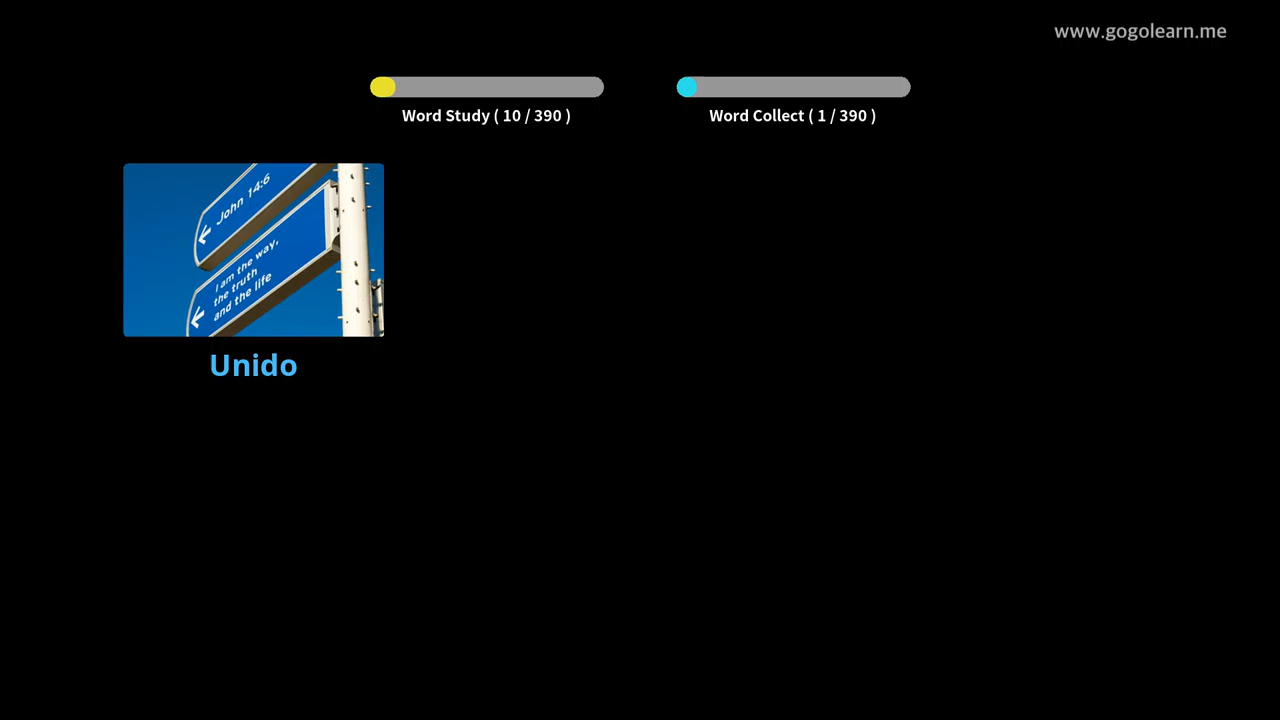 www.gogolearn.me
Word Study ( 10 / 390 )
Word Collect ( 1 / 390 )
John 14:6
I am the way,
the truth
and the life
Unido